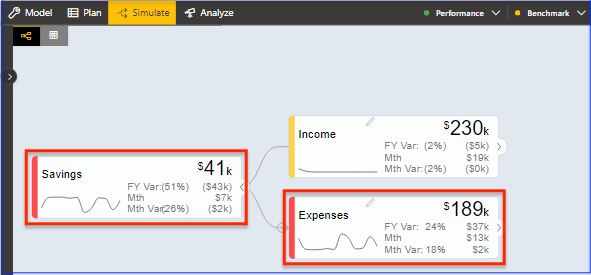 Model Plan Simulate Analyze Performance Benchmark
Income
$230k
FY Var: (2%) ($5k)
Mth $19k
Mth Var: (2%) ($0k)
Savings
$41k
FY Var:(51%) ($43k)
Mth $7k
Mth Var(26%) ($2k)
Expenses
$189k
FY Var: 24% $37k
Mth $13k
Mth Var: 18% $2k